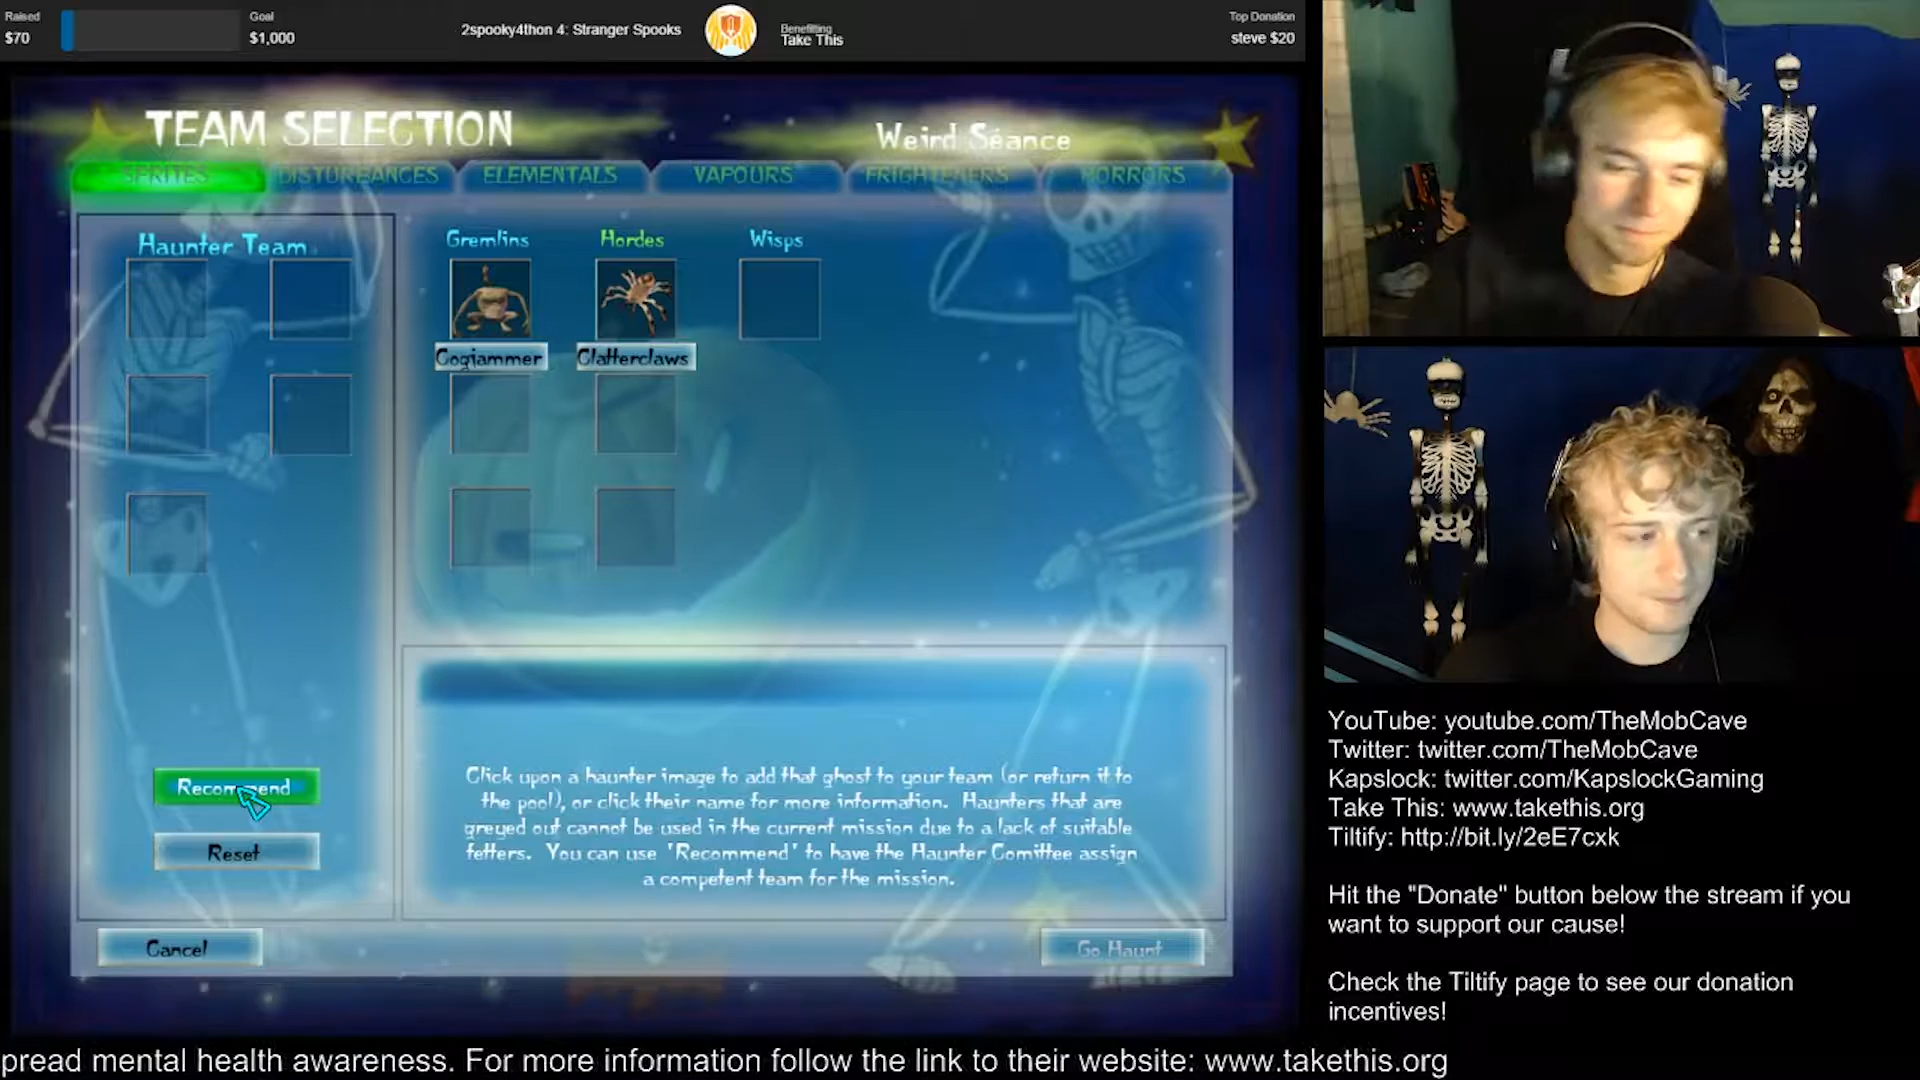 Raised
$70
Goal
$1,000
2spooky4thon 4: Stranger Spooks
Benefitting
Take This
Top Donation
steve $20
TEAM SELECTION
Weird Séance
SPRITES
DISTURBANCES
ELEMENTALS
VAPOURS
FRIGHTENERS
HORRORS
Haunter Team
Gremlins
Hordes
Wisps
Cogjammer
Clatterclaws
Recommend
Reset
Click upon a haunter image to add that ghost to your team (or return it to
the pool), or click their name for more information. Haunters that are
greyed out cannot be used in the current mission due to a lack of suitable
fetters. You can use 'Recommend' to have the Haunter Comittee assign
a competent team for the mission.
Cancel
Go Haunt
YouTube: youtube.com/TheMobCave
Twitter: twitter.com/TheMobCave
Kapslock: twitter.com/KapslockGaming
Take This: www.takethis.org
Tiltify: http://bit.ly/2eE7cxk
Hit the "Donate" button below the stream if you
want to support our cause!
Check the Tiltify page to see our donation
incentives!
pread mental health awareness. For more information follow the link to their website: www.takethis.org